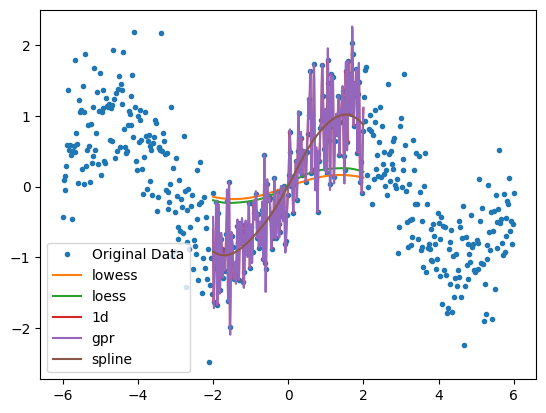 2
1
0
−1
−2
Original Data
lowess
loess
1d
gpr
spline
−6 −4 −2 0 2 4 6